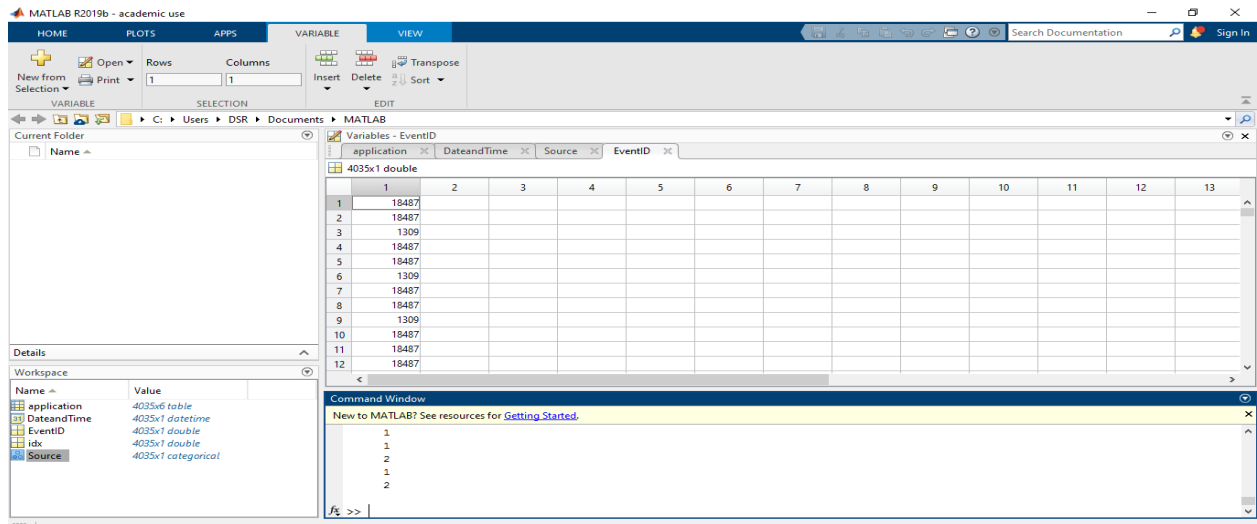 MATLAB R2019b - academic use
HOME PLOTS APPS VARIABLE VIEW Search Documentation Sign In
New from Selection Open Print Rows Columns Insert Delete Transpose Sort
1 1
VARIABLE SELECTION EDIT
C: Users DSR Documents MATLAB
Current Folder
Name
Details
Workspace
Name Value
application 4035x6 table
DateandTime 4035x1 datetime
EventID 4035x1 double
idx 4035x1 double
Source 4035x1 categorical
Variables - EventID
application DateandTime Source EventID
4035x1 double
1 2 3 4 5 6 7 8 9 10 11 12 13
1 18487
2 18487
3 1309
4 18487
5 18487
6 1309
7 18487
8 18487
9 1309
10 18487
11 18487
12 18487
Command Window
New to MATLAB? See resources for Getting Started.
1
1
2
1
2
fx >>